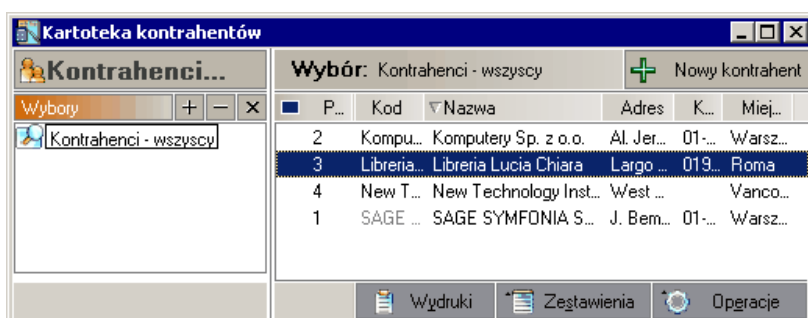 Kartoteka kontrahentów
Kontrahenci...
Wybór: Kontrahenci - wszyscy
Nowy kontrahent
Wybory
Kontrahenci - wszyscy
P... Kod Nazwa Adres K... Miej...
2 Kompu... Komputery Sp. z o.o. Al. Jer... 01-... Warsz...
3 Libreria... Libreria Lucia Chiara Largo ... 019... Roma
4 New T... New Technology Inst... West ... Vanco...
1 SAGE ... SAGE SYMFONIA S... J. Bem... 01-... Warsz...
Wydruki Zestawienia Operacje